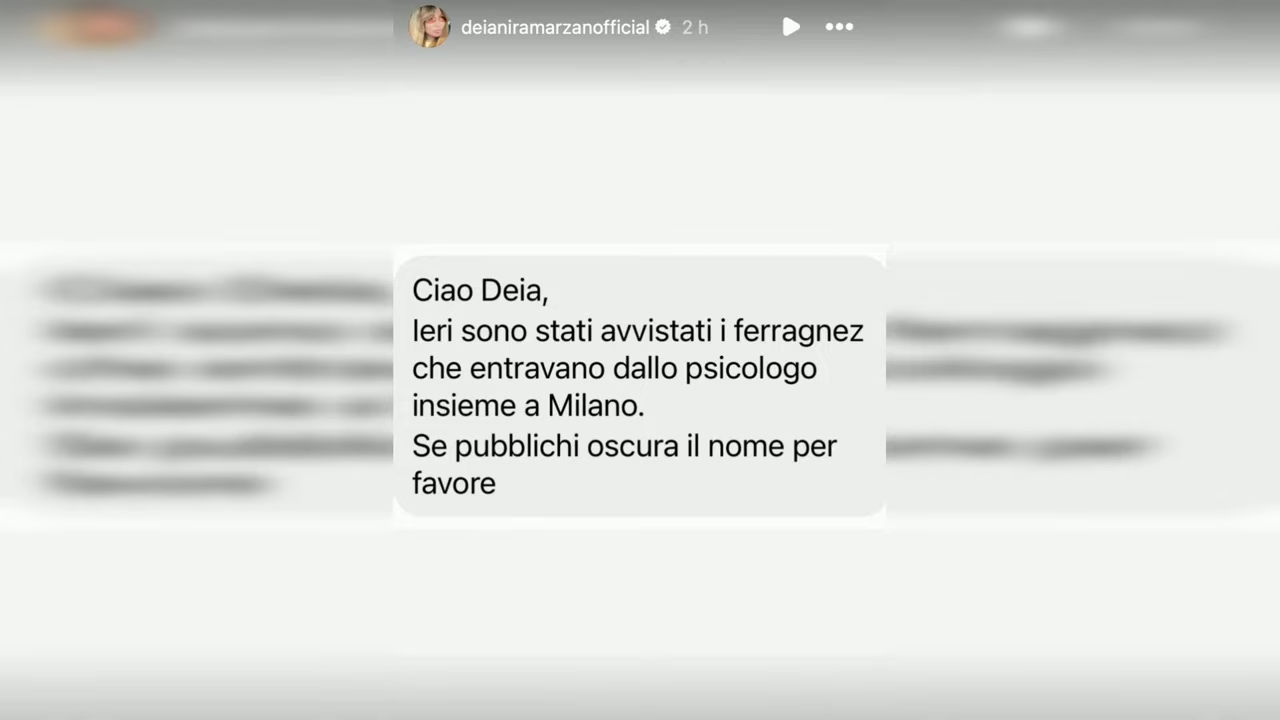 deianiramarzanofficial 2 h
Ciao Deia,
Ieri sono stati avvistati i ferragnez
che entravano dallo psicologo
insieme a Milano.
Se pubblichi oscura il nome per
favore